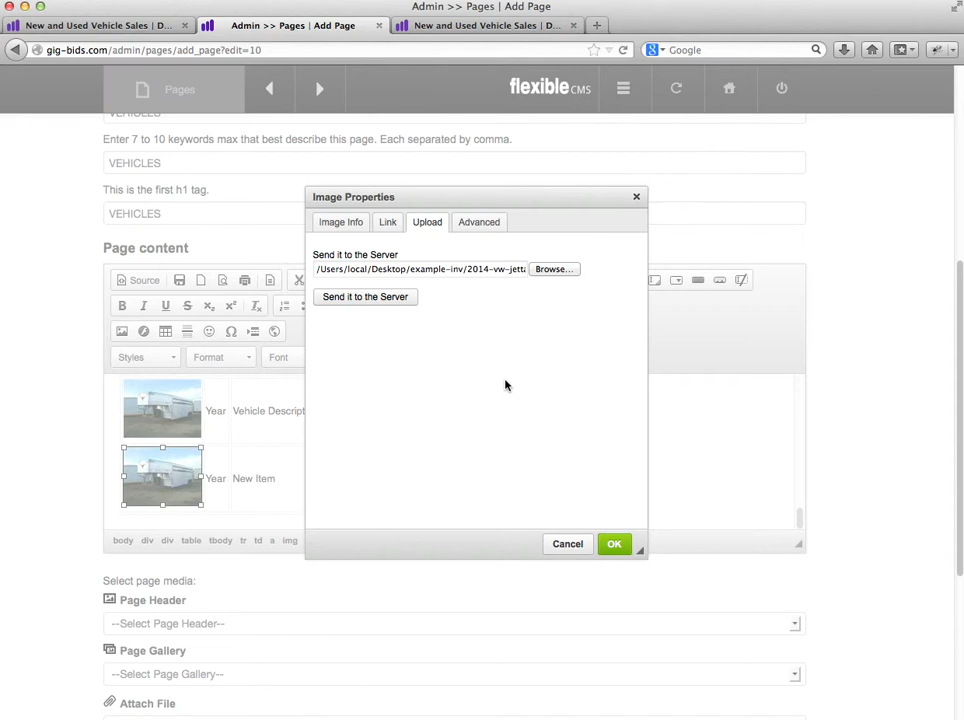 Admin >> Pages | Add Page
New and Used Vehicle Sales | D...
Admin >> Pages | Add Page
New and Used Vehicle Sales | D...
gig-bids.com/admin/pages/add_page?edit=10
Google
Pages
flexible CMS
VEHICLES
Enter 7 to 10 keywords max that best describe this page. Each separated by comma.
VEHICLES
This is the first h1 tag.
VEHICLES
Page content
Source
B I U S x₂ x² Ix
Styles Format Font
Year Vehicle Descript
Year New Item
body div div table tbody tr td a img
Image Properties
Image Info Link Upload Advanced
Send it to the Server
/Users/local/Desktop/example-inv/2014-vw-jetta
Browse...
Send it to the Server
Cancel OK
Select page media:
Page Header
--Select Page Header--
Page Gallery
--Select Page Gallery--
Attach File